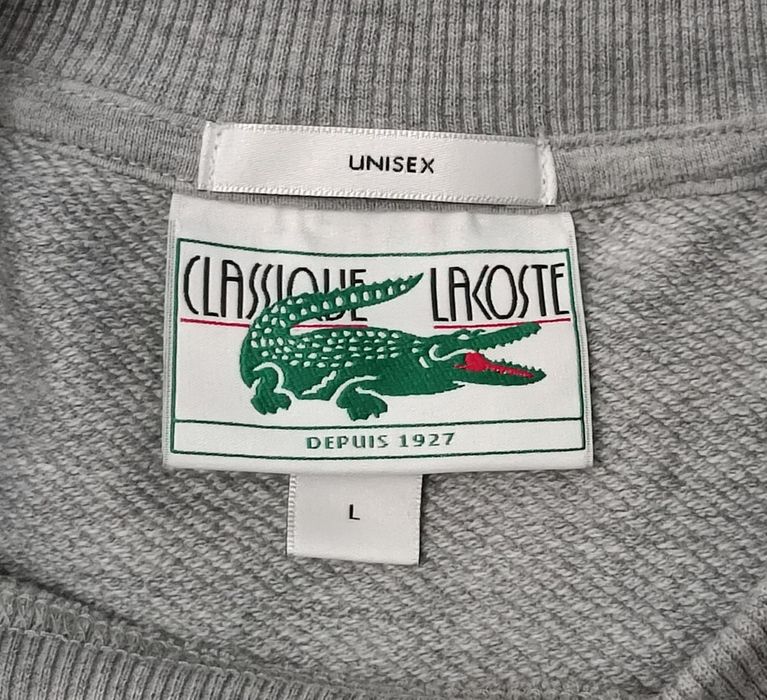 UNISEX
CLASSIQUE LACOSTE
DEPUIS 1927
L